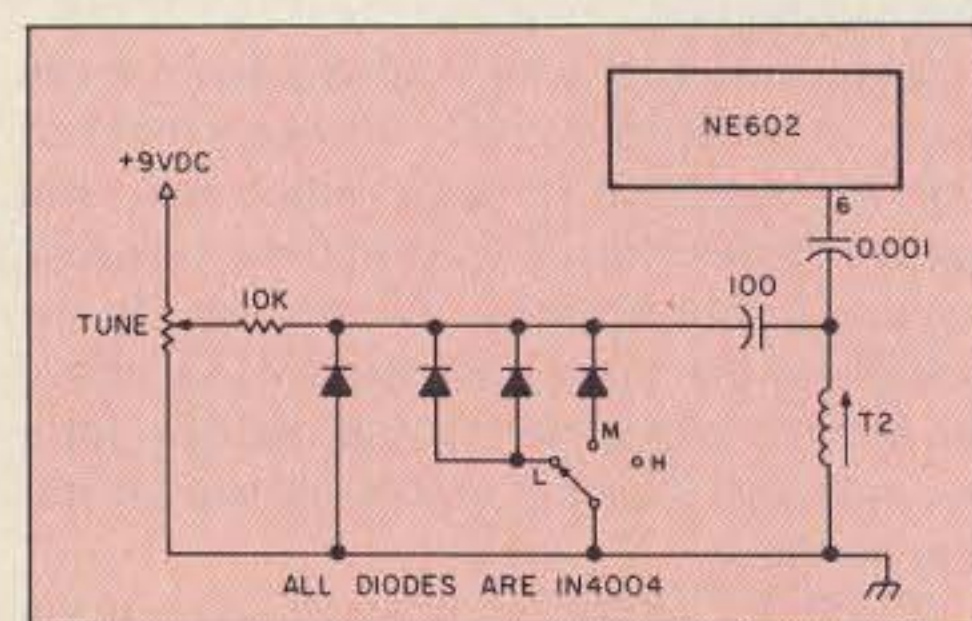 NE602
+9VDC
6
0.001
10K
100
TUNE
T2
M
H
L
ALL DIODES ARE IN4004